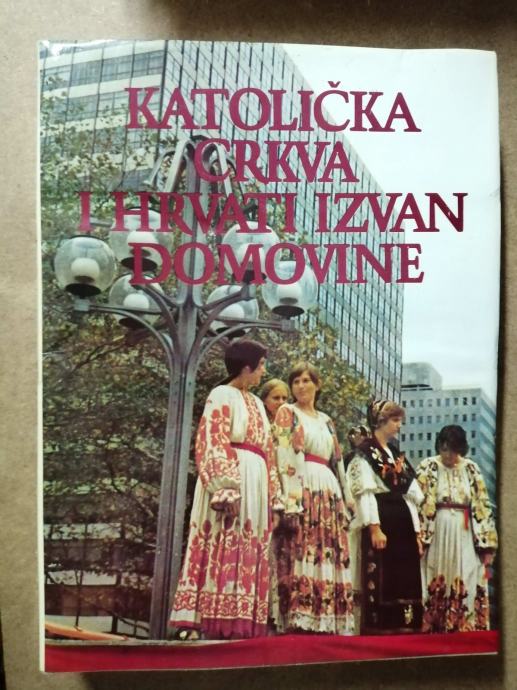 KATOLIČKA
CRKVA
I HRVATI IZVAN
DOMOVINE